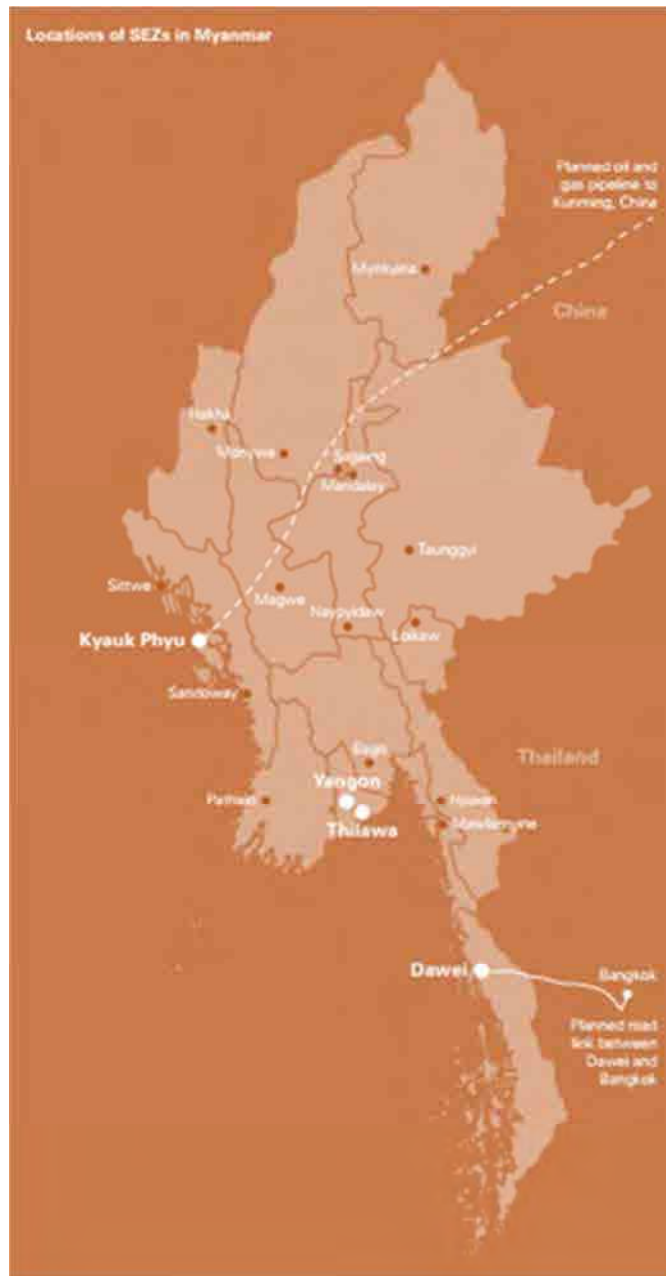 Locations of SEZs in Myanmar
Planned oil and
gas pipeline to
Kunming, China
Myitkyina
China
Hakha
Monywa
Sagaing
Mandalay
Taunggyi
Sittwe
Magwe
Naypyidaw
Loikaw
Kyauk Phyu
Sandoway
Thailand
Bago
Yangon
Pathein
Thilawa
Mawlamyine
Dawei
Bangkok
Planned road
link between
Dawei and
Bangkok